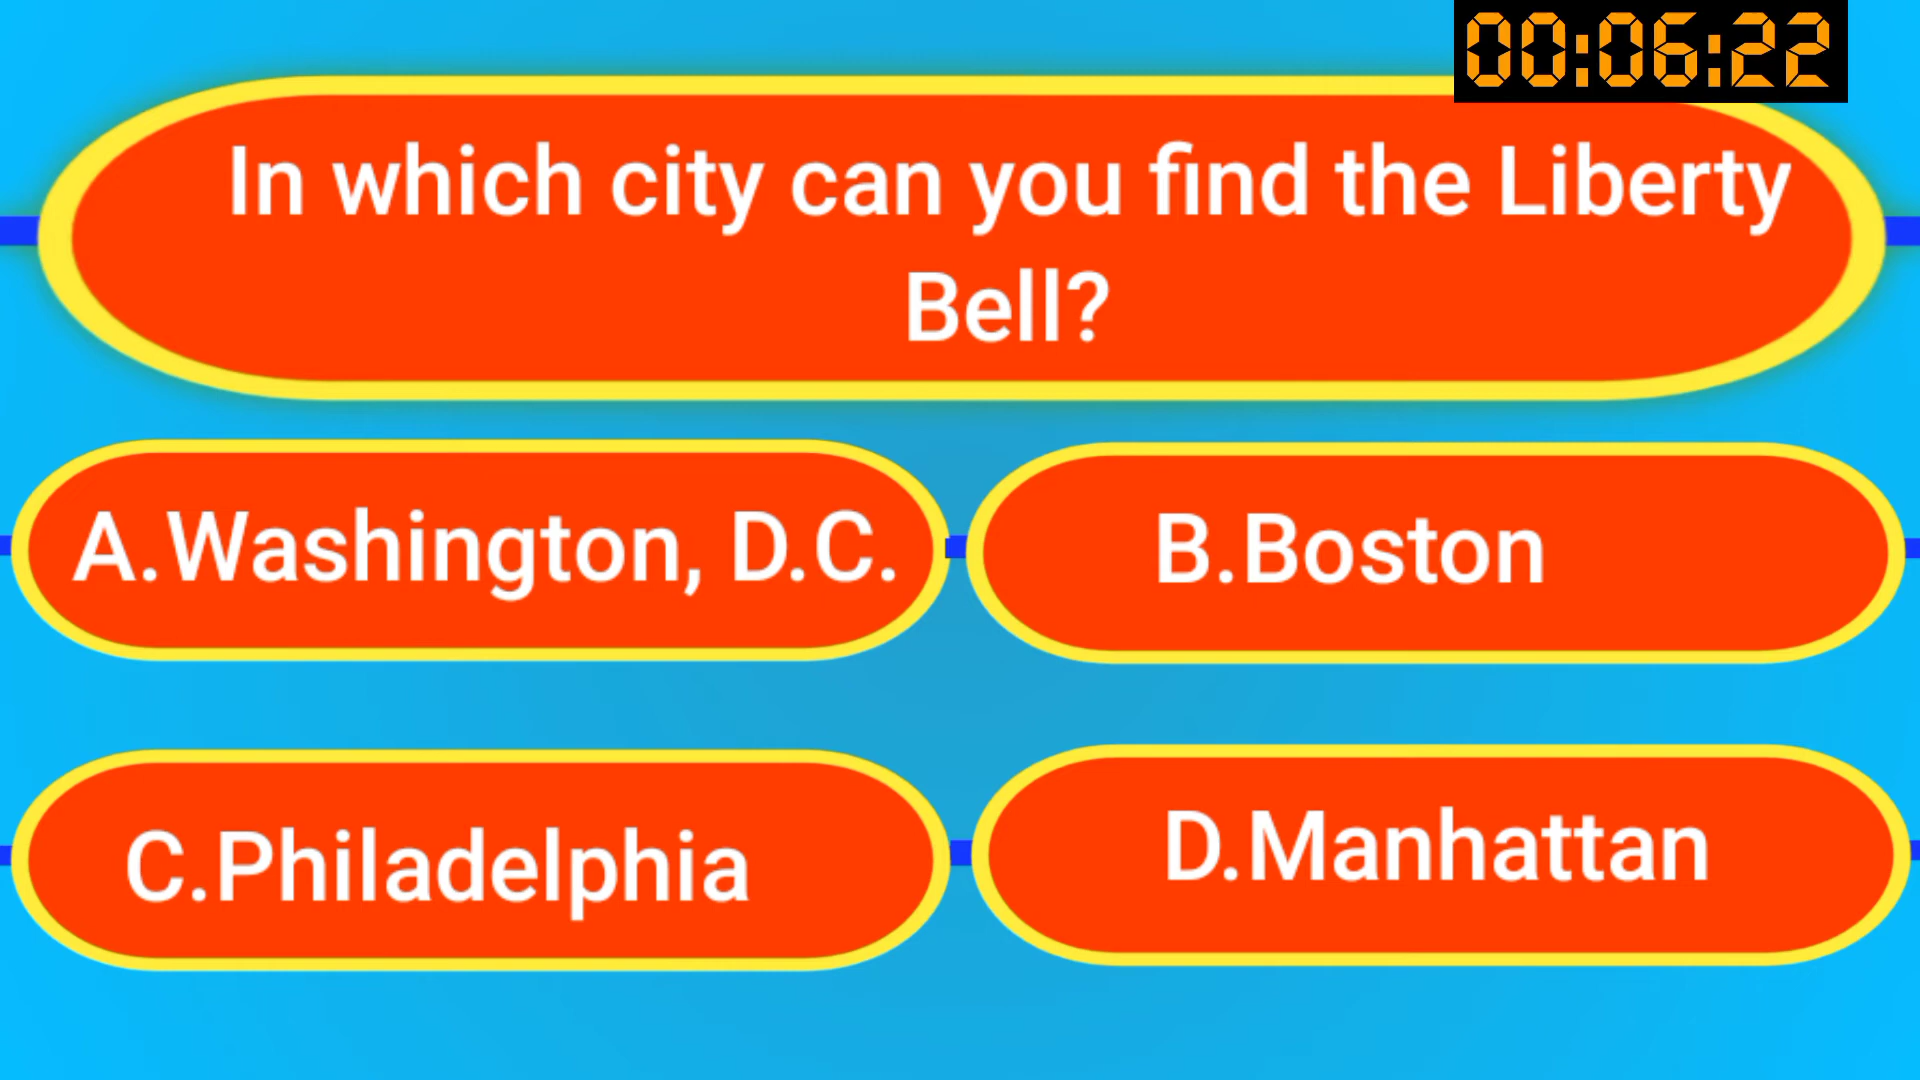 00:06:22
In which city can you find the Liberty
Bell?
A.Washington, D.C.
B.Boston
C.Philadelphia
D.Manhattan